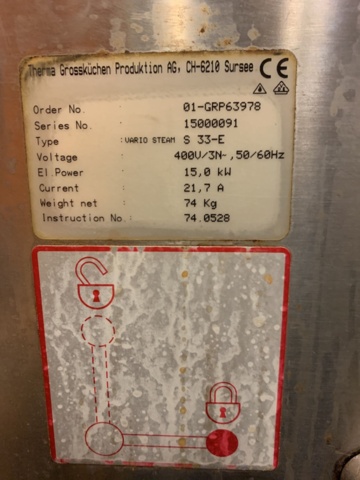 Therma Grossküchen Produktion AG, CH-6210 Sursee CE
Order No. : 01-GRP63978
Series No. : 15000091
Type : VARIO STEAM S 33-E
Voltage : 400V/3N~,50/60Hz
El.Power : 15,0 kW
Current : 21,7 A
Weight net : 74 Kg
Instruction No.: 74.0528